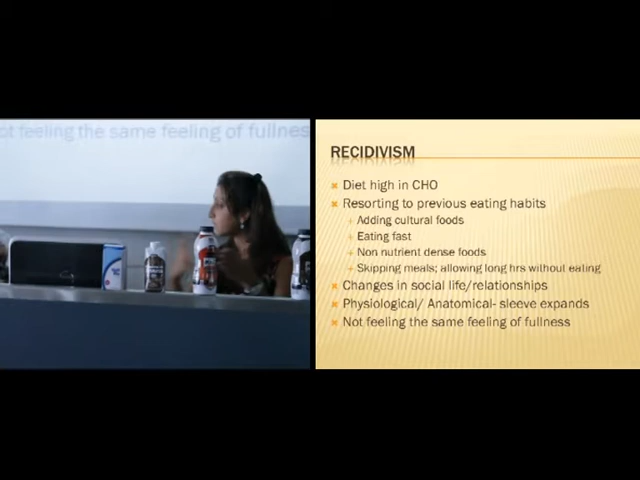 ot feeling the same feeling of fullness
RECIDIVISM
Diet high in CHO
Resorting to previous eating habits
Adding cultural foods
Eating fast
Non nutrient dense foods
Skipping meals; allowing long hrs without eating
Changes in social life/relationships
Physiological/ Anatomical- sleeve expands
Not feeling the same feeling of fullness